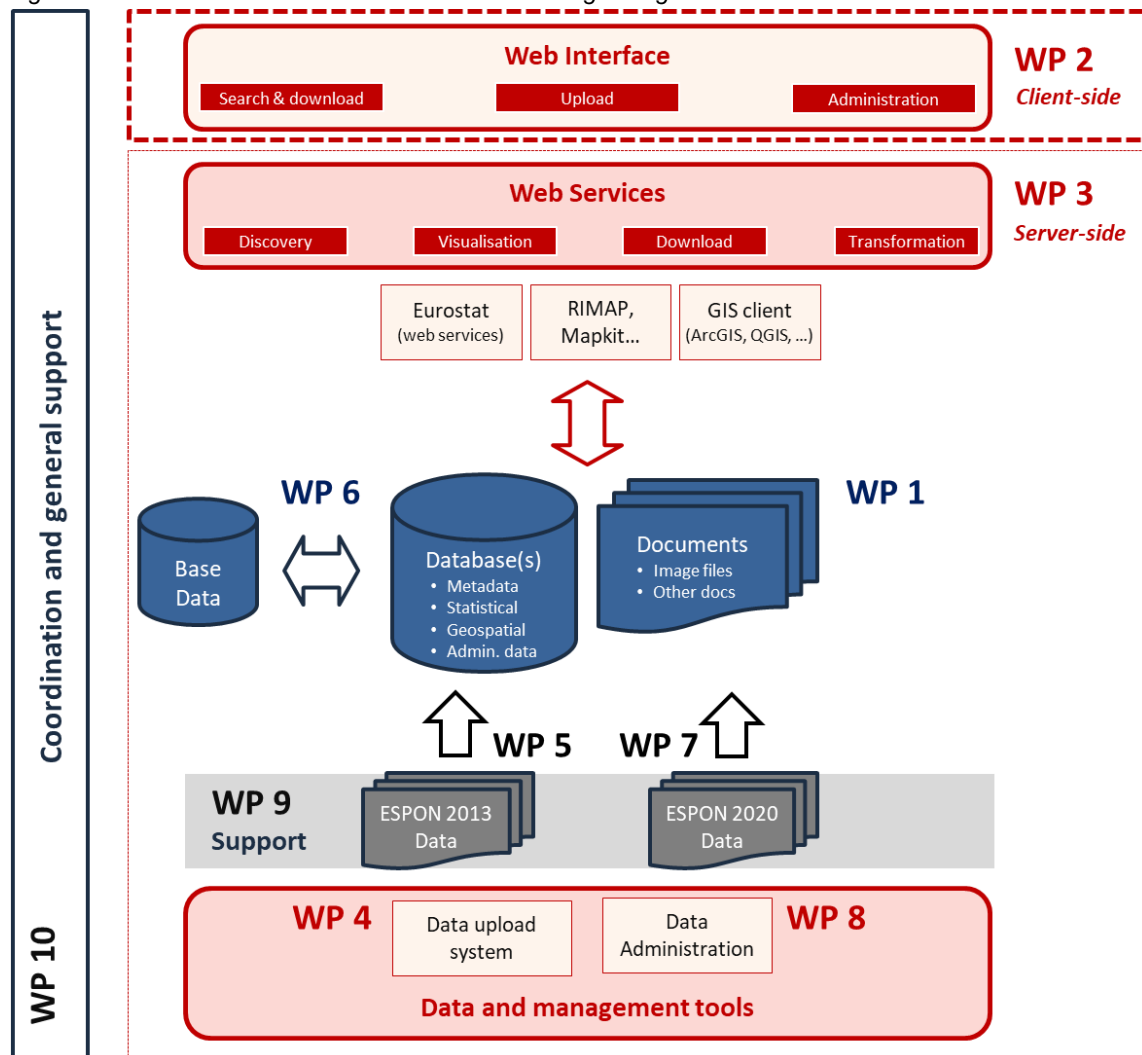 Web Interface
WP 2
Search & download
Upload
Administration
Client-side
Web Services
WP 3
Discovery
Visualisation
Download
Transformation
Server-side
Eurostat
(web services)
RIMAP,
Mapkit...
GIS client
(ArcGIS, QGIS, ...)
Coordination and general support
WP 6
WP 1
Base
Data
Database(s)
• Metadata
• Statistical
• Geospatial
• Admin. data
Documents
• Image files
• Other docs
WP 5
WP 7
WP 9
Support
ESPON 2013
Data
ESPON 2020
Data
WP 4
Data upload
system
Data
Administration
WP 8
WP 10
Data and management tools